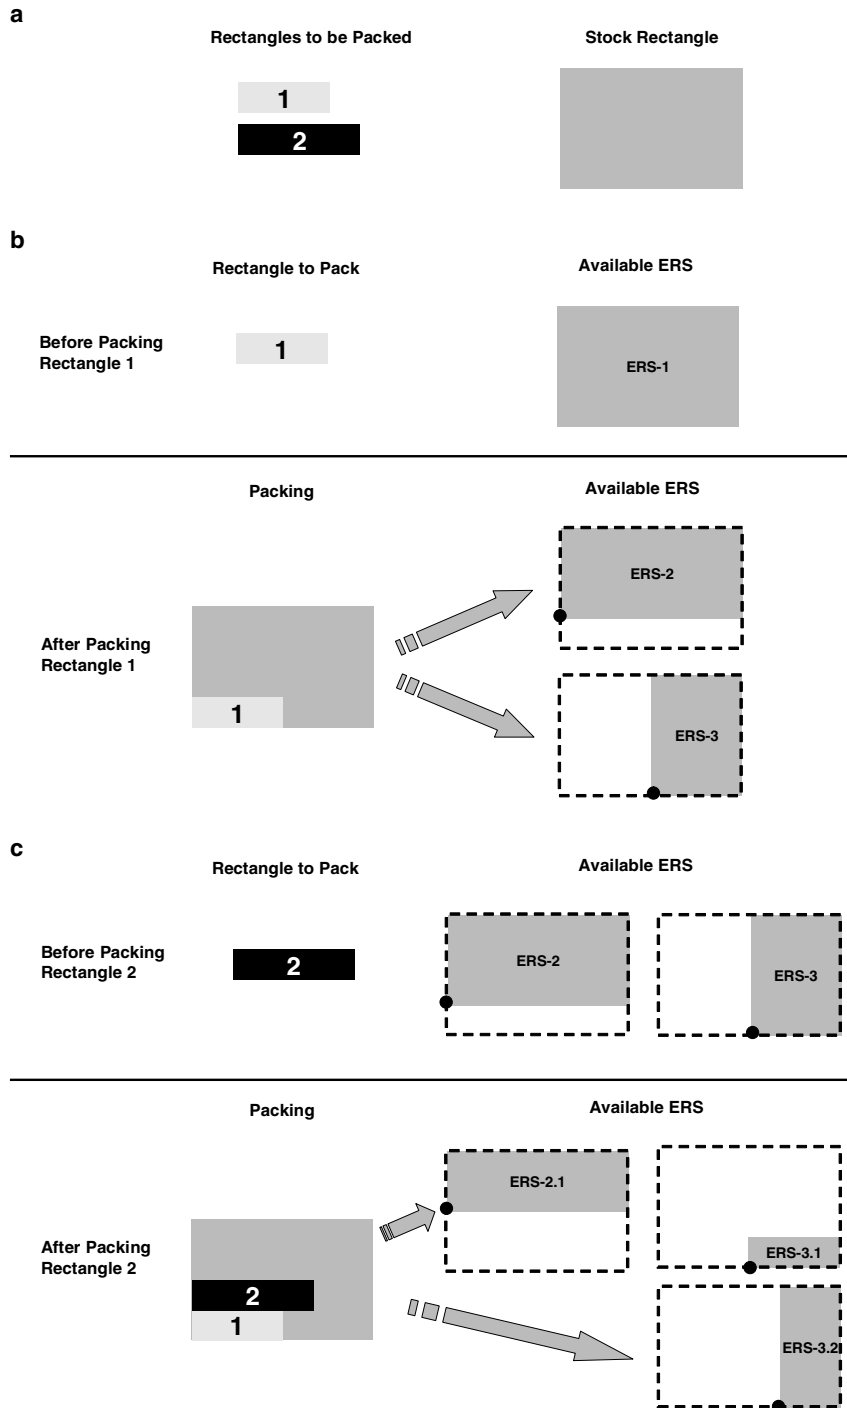 a
Rectangles to be Packed
Stock Rectangle
1
2
b
Rectangle to Pack
Available ERS
Before Packing
Rectangle 1
1
ERS-1
Packing
Available ERS
ERS-2
After Packing
Rectangle 1
1
ERS-3
c
Rectangle to Pack
Available ERS
Before Packing
Rectangle 2
2
ERS-2
ERS-3
Packing
Available ERS
ERS-2.1
After Packing
Rectangle 2
2
1
ERS-3.1
ERS-3.2